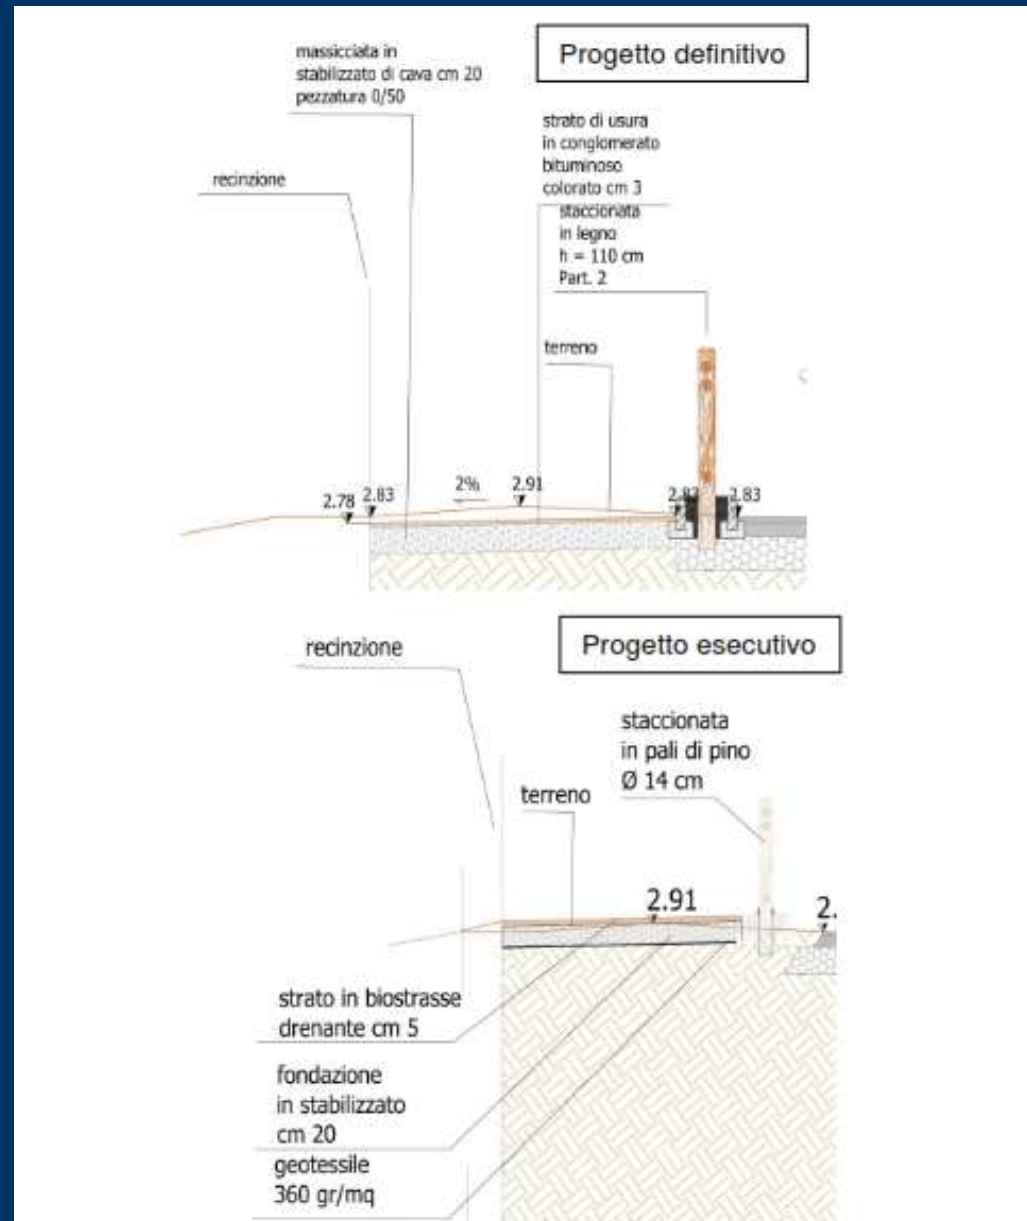 Progetto definitivo
massicciata in
stabilizzato di cava cm 20
pezzatura 0/50
strato di usura
in conglomerato
bituminoso
colorato cm 3
recinzione
staccionata
in legno
h = 110 cm
Part. 2
terreno
2.78
2.83
2%
2.91
2.83
Progetto esecutivo
recinzione
staccionata
in pali di pino
Ø 14 cm
terreno
2.91
2.
strato in biostrasse
drenante cm 5
fondazione
in stabilizzato
cm 20
geotessile
360 gr/mq